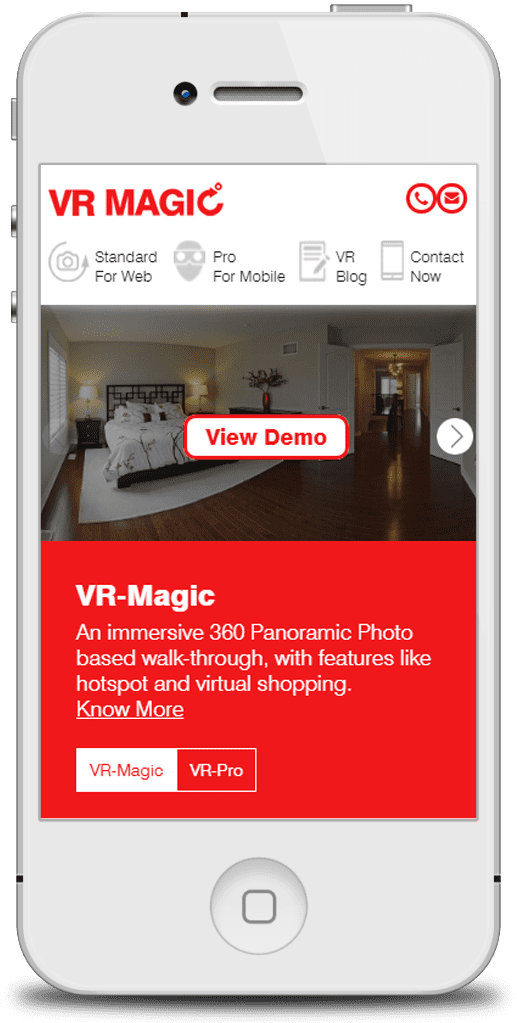 VR MAGIC
Standard
For Web
Pro
For Mobile
VR
Blog
Contact
Now
View Demo
VR-Magic
An immersive 360 Panoramic Photo
based walk-through, with features like
hotspot and virtual shopping.
Know More
VR-Magic VR-Pro